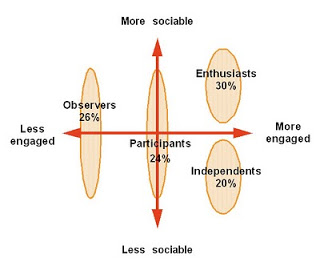 More sociable
Enthusiasts
30%
Observers
26%
Less
engaged
More
engaged
Participants
24%
Independents
20%
Less sociable